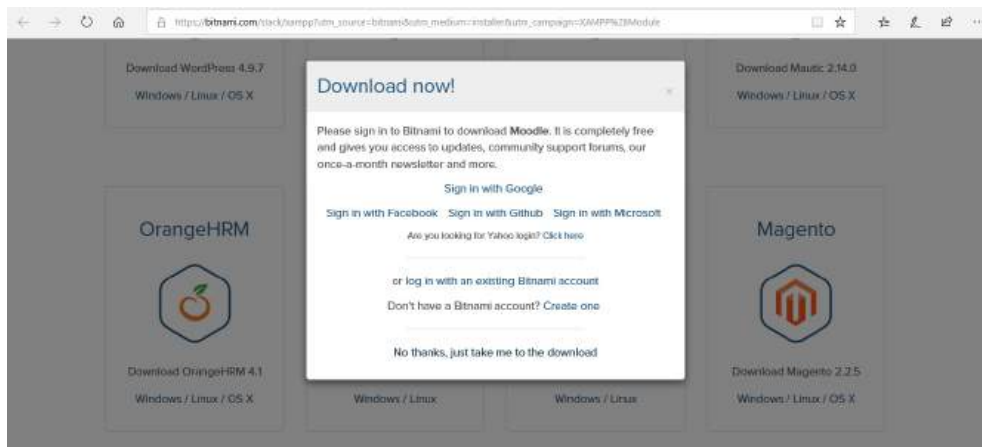 https://bitnami.com/stack/xampp?utm_source=bitnami&utm_medium=installer&utm_campaign=XAMPP%2BModule
Download WordPress 4.9.7
Windows / Linux / OS X
Download Mautic 2.14.0
Windows / Linux / OS X
Download now!
×
Please sign in to Bitnami to download Moodle. It is completely free
and gives you access to updates, community support forums, our
once-a-month newsletter and more.
Sign in with Google
Sign in with Facebook Sign in with Github Sign in with Microsoft
Are you looking for Yahoo login? Click here
or log in with an existing Bitnami account
Don't have a Bitnami account? Create one
No thanks, just take me to the download
OrangeHRM
Download OrangeHRM 4.1
Windows / Linux / OS X
Windows / Linux
Windows / Linux
Magento
Download Magento 2.2.5
Windows / Linux / OS X